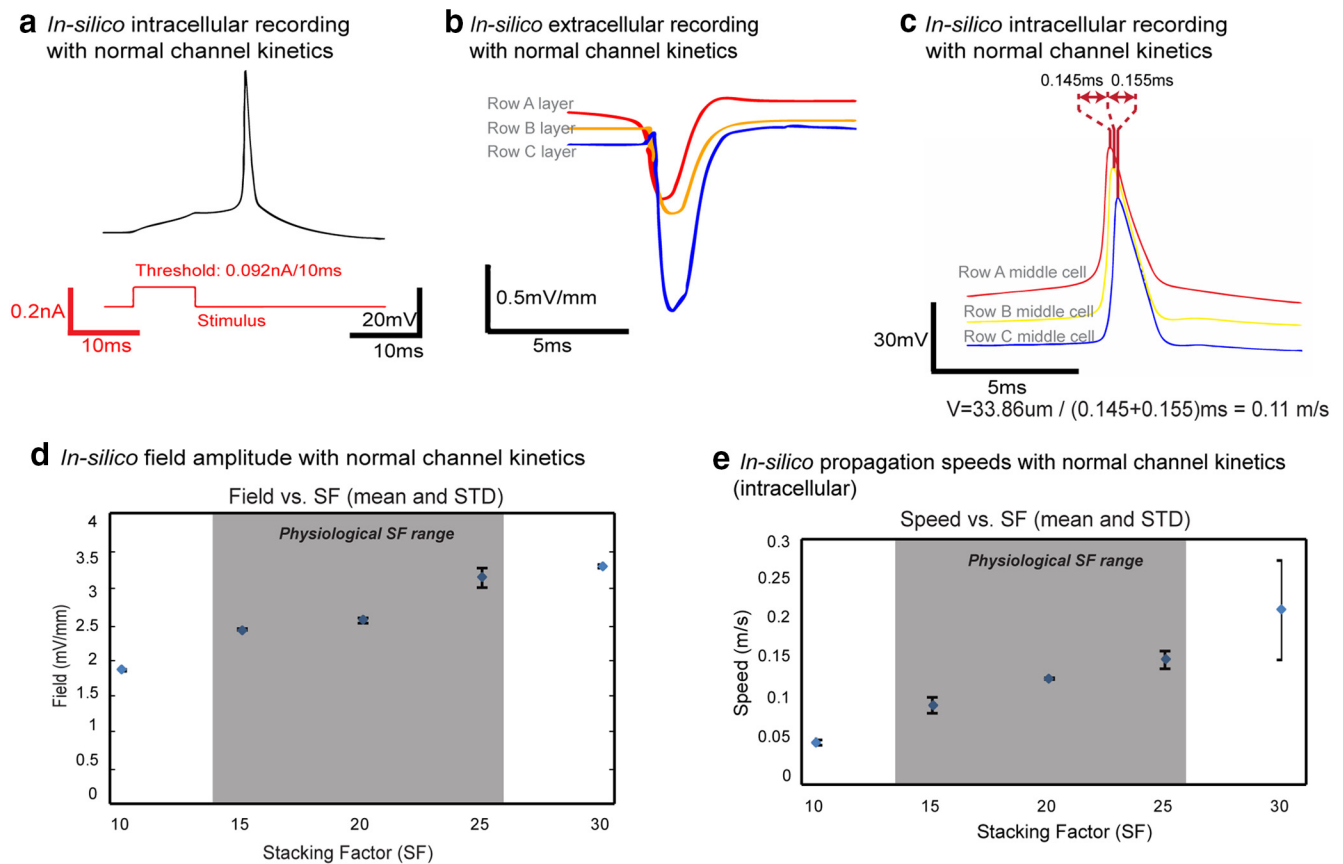 a In-silico intracellular recording
with normal channel kinetics
Threshold: 0.092nA/10ms
0.2nA
Stimulus
10ms
20mV
10ms
b In-silico extracellular recording
with normal channel kinetics
Row A layer
Row B layer
Row C layer
0.5mV/mm
5ms
c In-silico intracellular recording
with normal channel kinetics
0.145ms 0.155ms
Row A middle cell
Row B middle cell
Row C middle cell
30mV
5ms
V=33.86um / (0.145+0.155)ms = 0.11 m/s
d In-silico field amplitude with normal channel kinetics
Field vs. SF (mean and STD)
Physiological SF range
Field (mV/mm)
4
3.5
3
2.5
2
1.5
1
0.5
0
10 15 20 25 30
Stacking Factor (SF)
e In-silico propagation speeds with normal channel kinetics
(intracellular)
Speed vs. SF (mean and STD)
Physiological SF range
Speed (m/s)
0.3
0.25
0.2
0.15
0.1
0.05
0
10 15 20 25 30
Stacking Factor (SF)